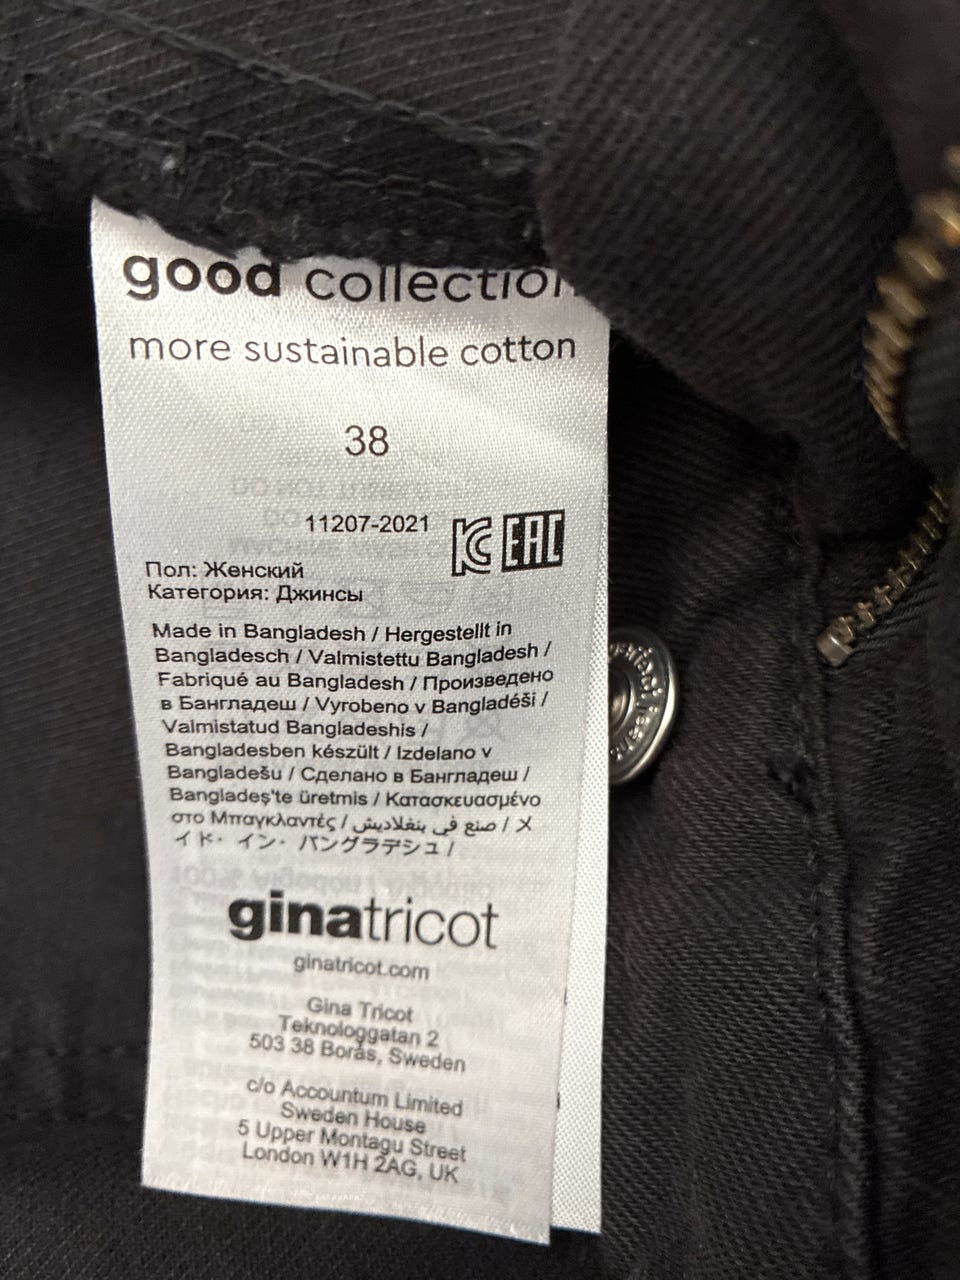 good collection
more sustainable cotton
38
11207-2021
EAC
Пол: Женский
Категория: Джинсы
Made in Bangladesh / Hergestellt in
Bangladesch / Valmistettu Bangladesh /
Fabriqué au Bangladesh / Произведено
в Бангладеш / Vyrobeno v Bangladéši /
Valmistatud Bangladeshis /
Bangladesben készült / Izdelano v
Bangladešu / Сделано в Бангладеш /
Bangladeş'te üretmis / Κατασκευασμένο
στο Μπαγκλαντές / صنع في بنغلاديش / メ
イド・イン・バングラデシュ /
ginatricot
ginatricot.com
Gina Tricot
Teknologgatan 2
503 38 Borås, Sweden
c/o Accountum Limited
Sweden House
5 Upper Montagu Street
London W1H 2AG, UK